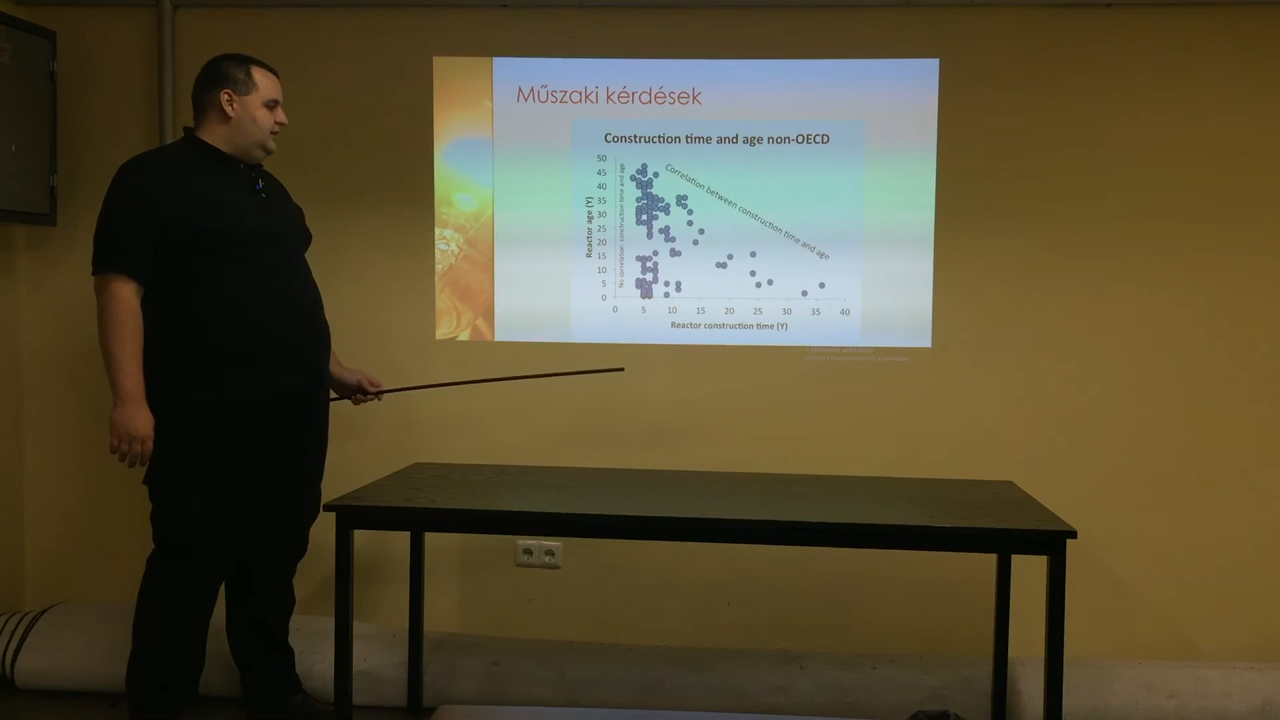 Műszaki kérdések
Construction time and age non-OECD
Reactor age (Y)
50
45
40
35
30
25
20
15
10
5
0
No correlation: construction time and age
Correlation between construction time and age
0 5 10 15 20 25 30 35 40
Reactor construction time (Y)